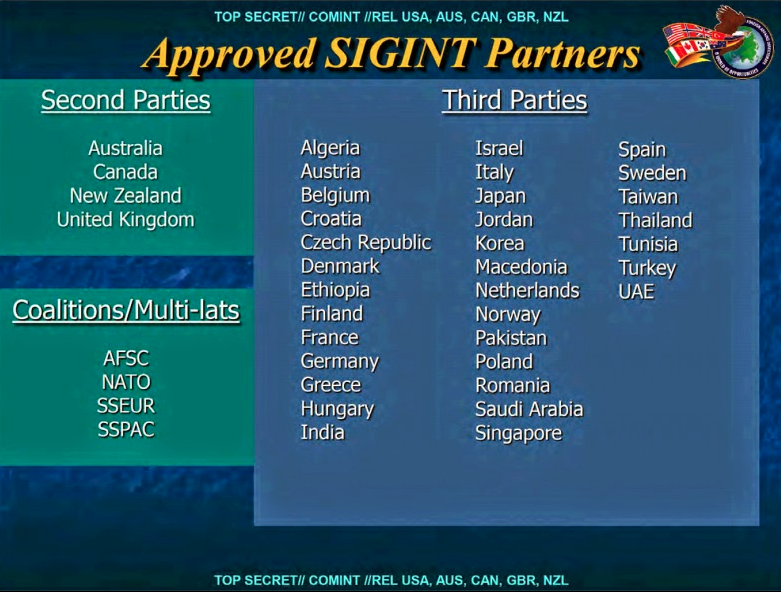 TOP SECRET// COMINT //REL USA, AUS, CAN, GBR, NZL
Approved SIGINT Partners
Second Parties
Australia
Canada
New Zealand
United Kingdom
Coalitions/Multi-lats
AFSC
NATO
SSEUR
SSPAC
Third Parties
Algeria
Austria
Belgium
Croatia
Czech Republic
Denmark
Ethiopia
Finland
France
Germany
Greece
Hungary
India
Israel
Italy
Japan
Jordan
Korea
Macedonia
Netherlands
Norway
Pakistan
Poland
Romania
Saudi Arabia
Singapore
Spain
Sweden
Taiwan
Thailand
Tunisia
Turkey
UAE
TOP SECRET// COMINT //REL USA, AUS, CAN, GBR, NZL